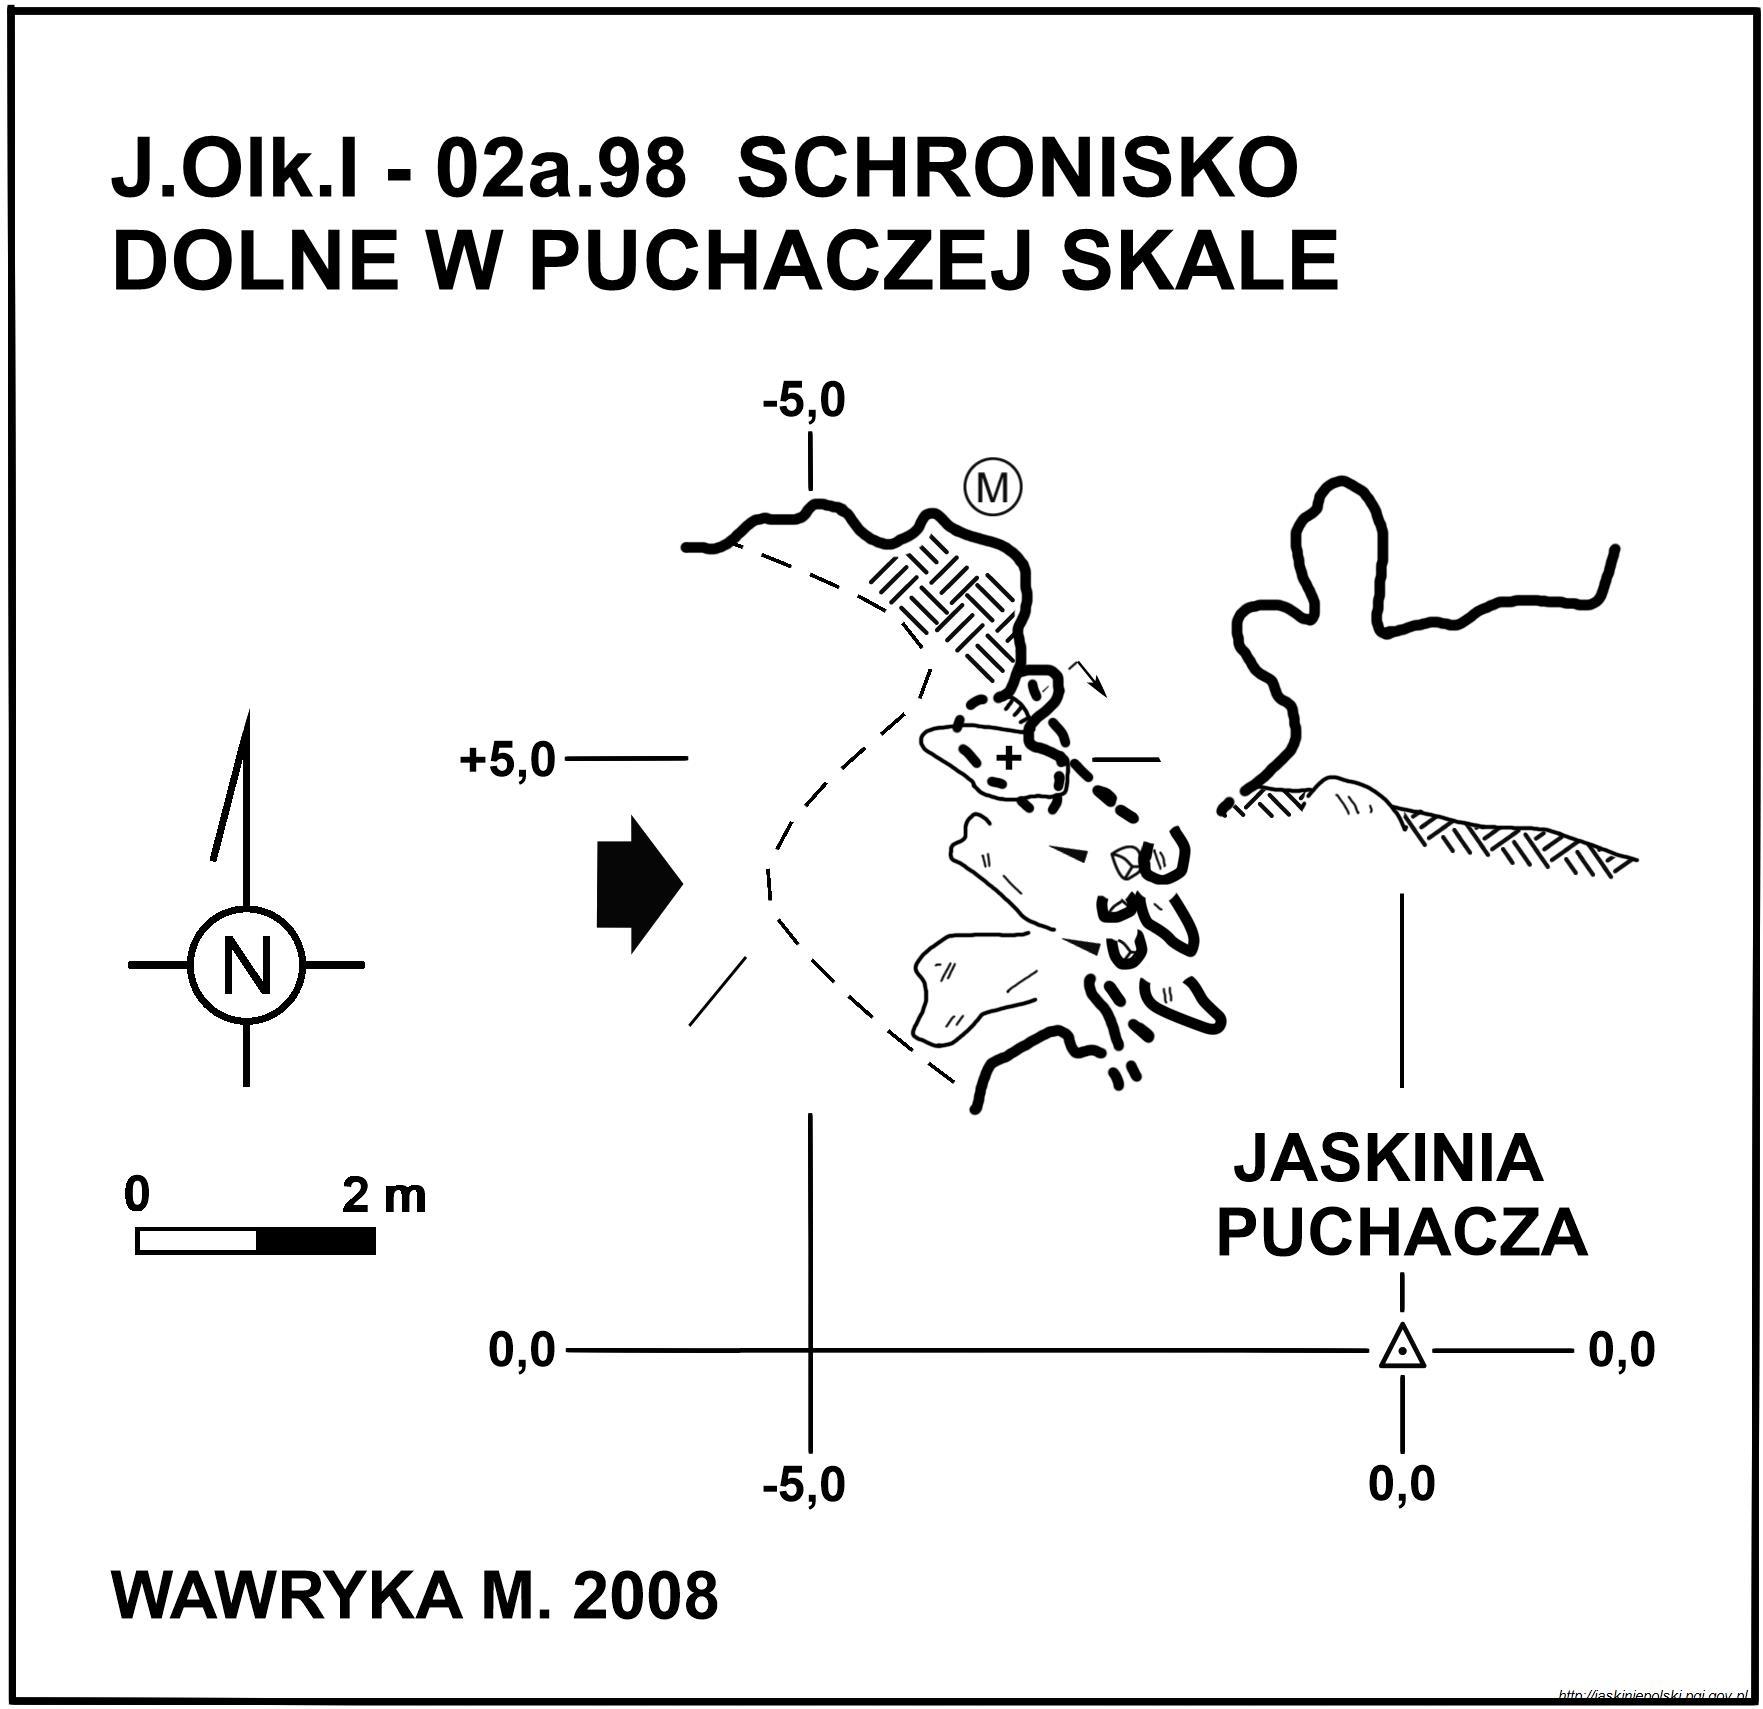 J.Olk.I - 02a.98 SCHRONISKO
DOLNE W PUCHACZEJ SKALE
-5,0
M
+5,0
N
0 2 m
JASKINIA
PUCHACZA
0,0 0,0
-5,0 0,0
WAWRYKA M. 2008
http://jaskiniepolski.pgi.gov.pl